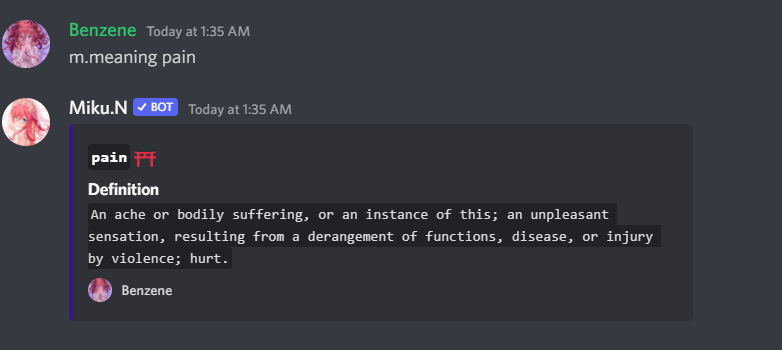 Benzene Today at 1:35 AM
m.meaning pain
Miku.N ✓ BOT Today at 1:35 AM
pain
Definition
An ache or bodily suffering, or an instance of this; an unpleasant
sensation, resulting from a derangement of functions, disease, or injury
by violence; hurt.
Benzene